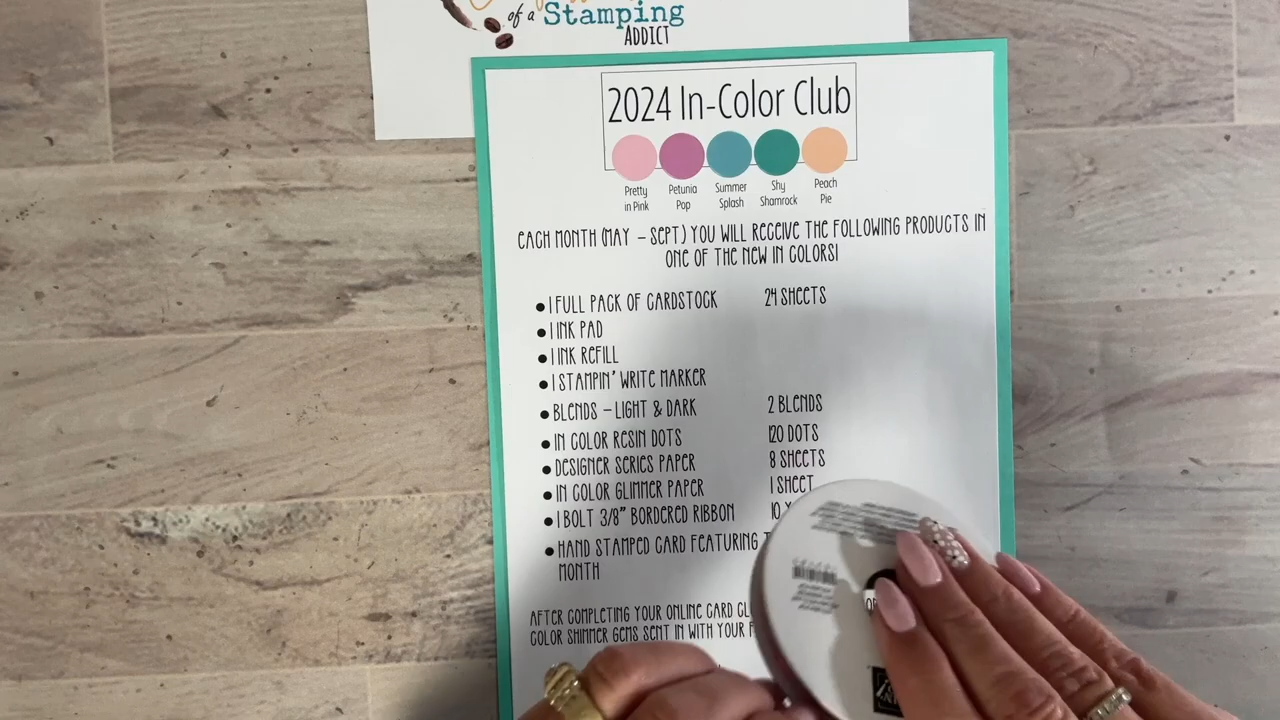 of a Stamping
ADDICT
2024 In-Color Club
Pretty in Pink
Petunia Pop
Summer Splash
Shy Shamrock
Peach Pie
EACH MONTH (MAY - SEPT) YOU WILL RECEIVE THE FOLLOWING PRODUCTS IN
ONE OF THE NEW IN COLORS!
• 1 FULL PACK OF CARDSTOCK 24 SHEETS
• 1 INK PAD
• 1 INK REFILL
• 1 STAMPIN' WRITE MARKER
• BLENDS – LIGHT & DARK 2 BLENDS
• IN COLOR RESIN DOTS 120 DOTS
• DESIGNER SERIES PAPER 8 SHEETS
• IN COLOR GLIMMER PAPER 1 SHEET
• 1 BOLT 3/8" BORDERED RIBBON 10
• HAND STAMPED CARD FEATURING
MONTH
AFTER COMPLETING YOUR ONLINE CARD
COLOR SHIMMER GEMS SENT IN WITH YOUR